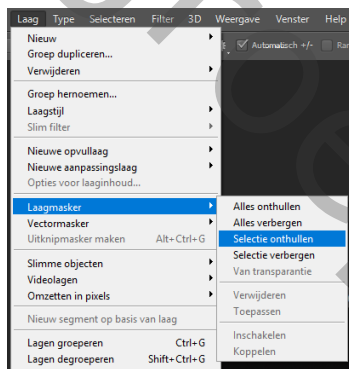 Laag Type Selecteren Filter 3D Weergave Venster Help
Automatisch +/-
Nieuw
Groep dupliceren...
Verwijderen
Groep hernoemen...
Laagstijl
Slim filter
Nieuwe opvullaag
Nieuwe aanpassingslaag
Opties voor laaginhoud...
Laagmasker
Vectormasker
Uitknipmasker maken Alt+Ctrl+G
Slimme objecten
Videolagen
Omzetten in pixels
Nieuw segment op basis van laag
Lagen groeperen Ctrl+G
Lagen degroeperen Shift+Ctrl+G
Alles onthullen
Alles verbergen
Selectie onthullen
Selectie verbergen
Van transparantie
Verwijderen
Toepassen
Inschakelen
Koppelen